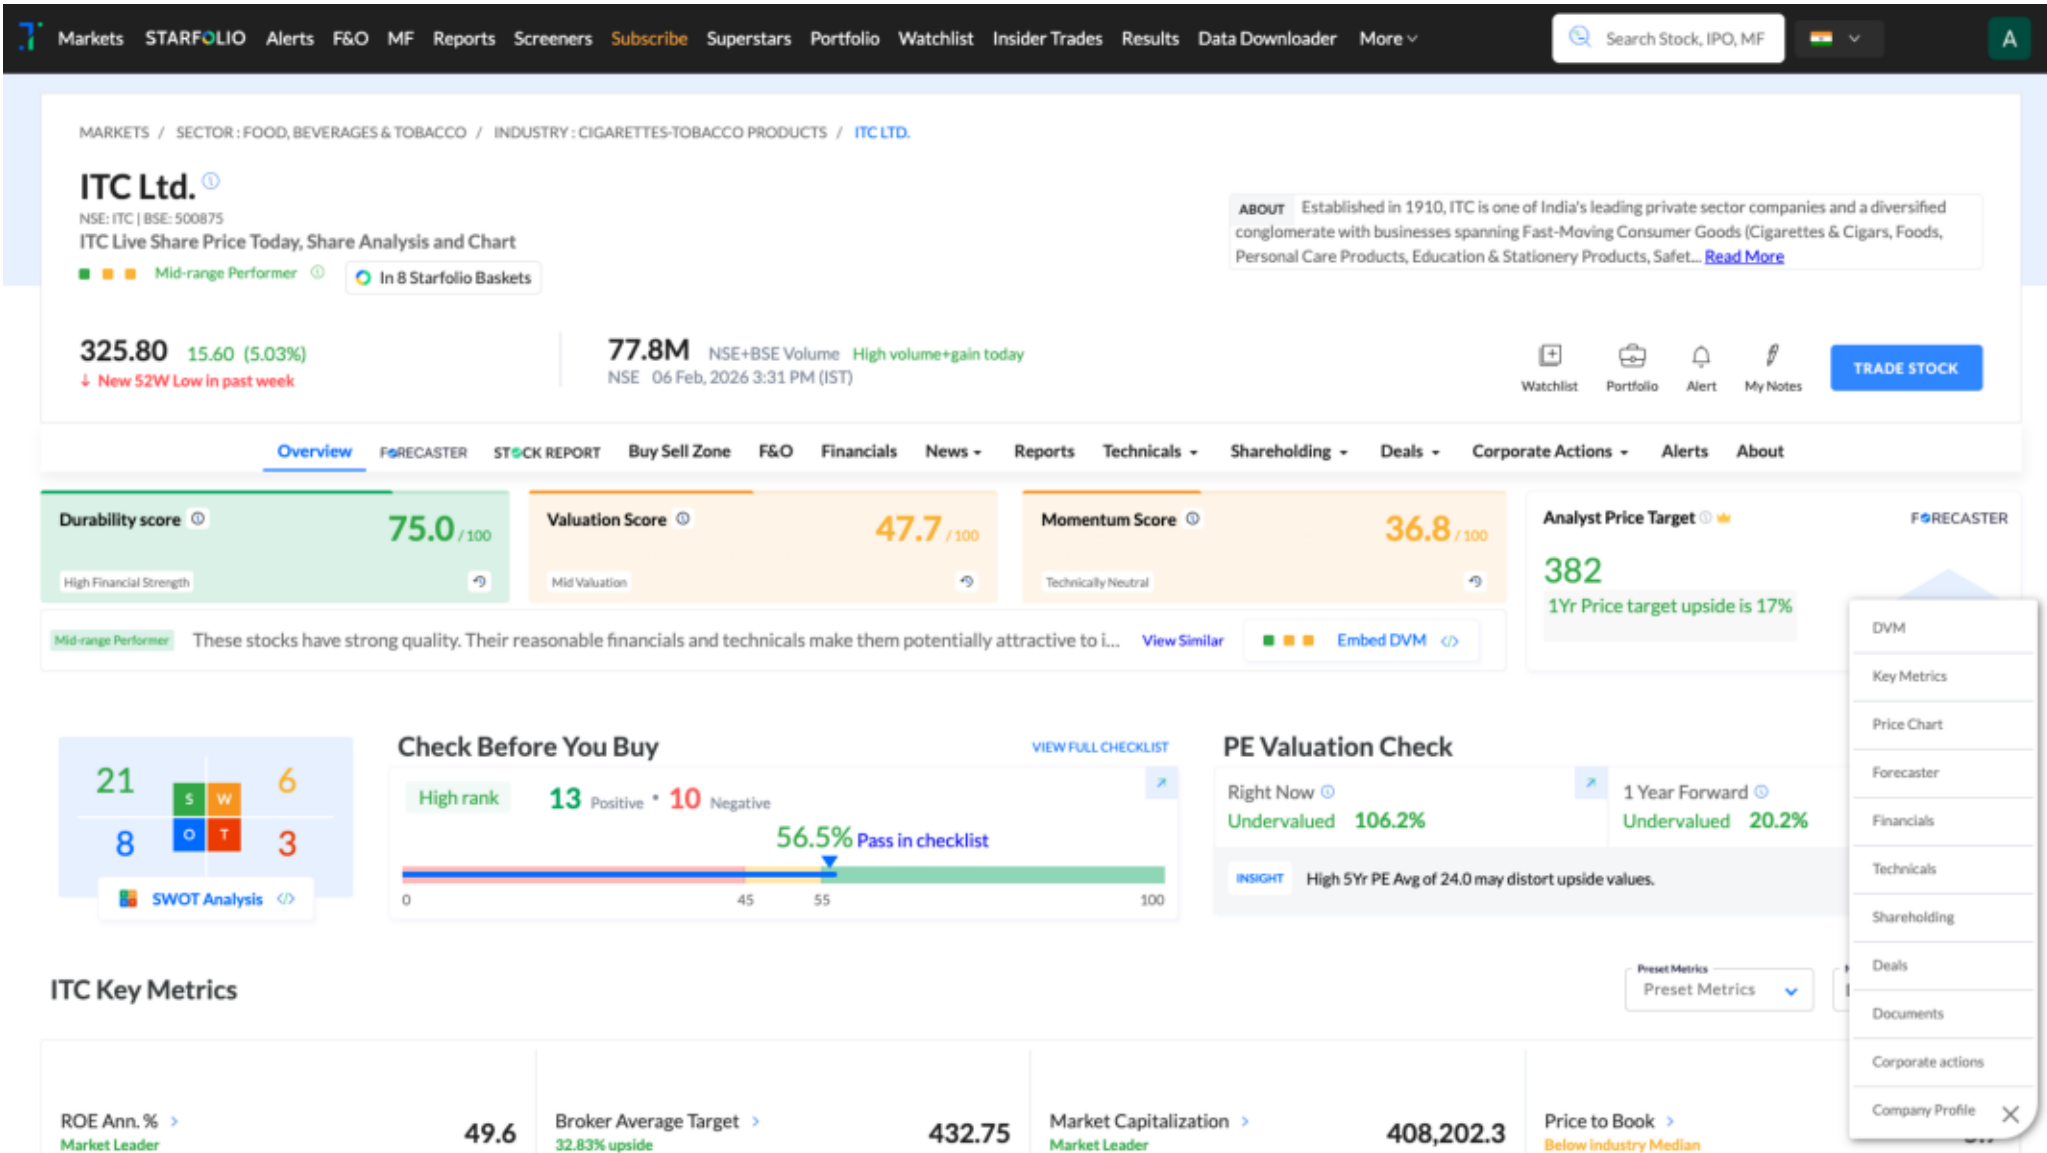 Markets STARFOLIO Alerts F&O MF Reports Screeners Subscribe Superstars Portfolio Watchlist Insider Trades Results Data Downloader More Search Stock, IPO, MF A
MARKETS / SECTOR : FOOD, BEVERAGES & TOBACCO / INDUSTRY : CIGARETTES-TOBACCO PRODUCTS / ITC LTD.
ITC Ltd.
NSE: ITC | BSE: 500875
ITC Live Share Price Today, Share Analysis and Chart
Mid-range Performer In 8 Starfolio Baskets
ABOUT Established in 1910, ITC is one of India's leading private sector companies and a diversified
conglomerate with businesses spanning Fast-Moving Consumer Goods (Cigarettes & Cigars, Foods,
Personal Care Products, Education & Stationery Products, Safet... Read More
325.80 15.60 (5.03%)
↓ New 52W Low in past week
77.8M NSE+BSE Volume High volume+gain today
NSE 06 Feb, 2026 3:31 PM (IST)
Watchlist Portfolio Alert My Notes TRADE STOCK
Overview FORECASTER STOCK REPORT Buy Sell Zone F&O Financials News Reports Technicals Shareholding Deals Corporate Actions Alerts About
Durability score 75.0 / 100
High Financial Strength
Valuation Score 47.7 / 100
Mid Valuation
Momentum Score 36.8 / 100
Technically Neutral
Analyst Price Target FORECASTER
382
1Yr Price target upside is 17%
Mid-range Performer These stocks have strong quality. Their reasonable financials and technicals make them potentially attractive to i... View Similar Embed DVM </>
21 S W 6
8 O T 3
SWOT Analysis </>
Check Before You Buy VIEW FULL CHECKLIST
High rank 13 Positive • 10 Negative
56.5% Pass in checklist
0 45 55 100
PE Valuation Check
Right Now
Undervalued 106.2%
1 Year Forward
Undervalued 20.2%
INSIGHT High 5Yr PE Avg of 24.0 may distort upside values.
ITC Key Metrics
Preset Metrics
Preset Metrics
ROE Ann. % 49.6
Market Leader
Broker Average Target 432.75
32.83% upside
Market Capitalization 408,202.3
Market Leader
Price to Book
Below industry Median
DVM
Key Metrics
Price Chart
Forecaster
Financials
Technicals
Shareholding
Deals
Documents
Corporate actions
Company Profile